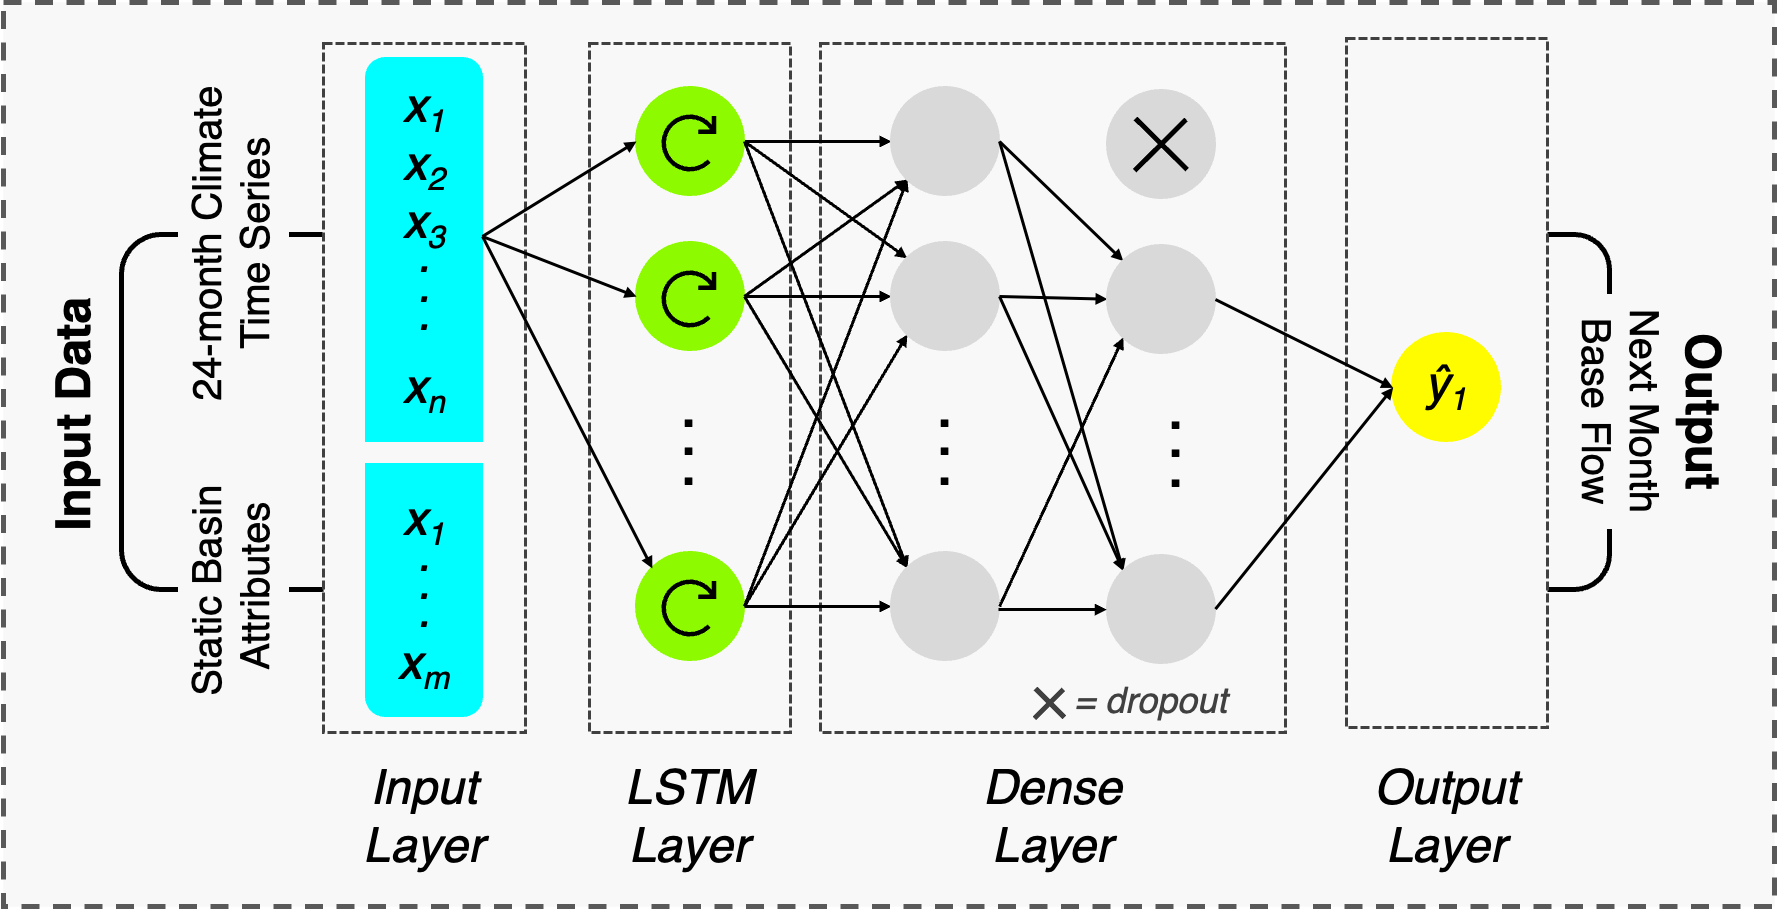 Input Data
24-month Climate
Time Series
Static Basin
Attributes
x1
x2
x3
.
.
.
xn
x1
.
.
.
xm
= dropout
ŷ1
Next Month
Base Flow
Output
Input
Layer
LSTM
Layer
Dense
Layer
Output
Layer